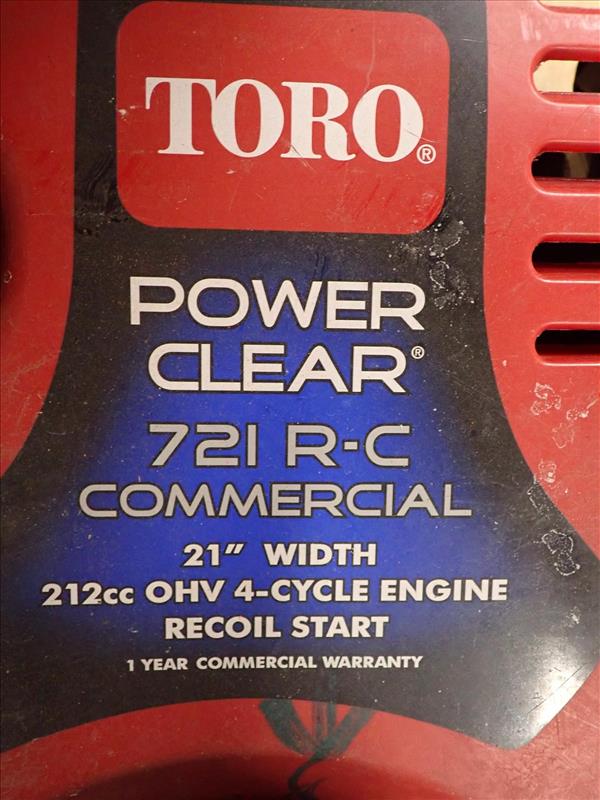 TORO®
POWER
CLEAR®
721 R-C
COMMERCIAL
21" WIDTH
212cc OHV 4-CYCLE ENGINE
RECOIL START
1 YEAR COMMERCIAL WARRANTY